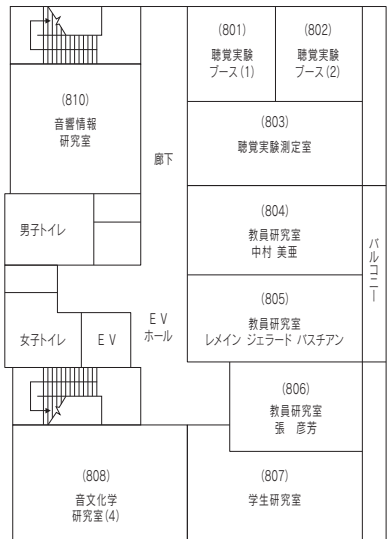 (801)
聴覚実験
ブース(1)
(802)
聴覚実験
ブース(2)
(810)
音響情報
研究室
(803)
聴覚実験測定室
廊下
(804)
教員研究室
中村 美亜
男子トイレ
バルコニー
(805)
教員研究室
レメイン ジェラード バスチアン
女子トイレ
E V
E V
ホール
(806)
教員研究室
張 彦芳
(808)
音文化学
研究室(4)
(807)
学生研究室